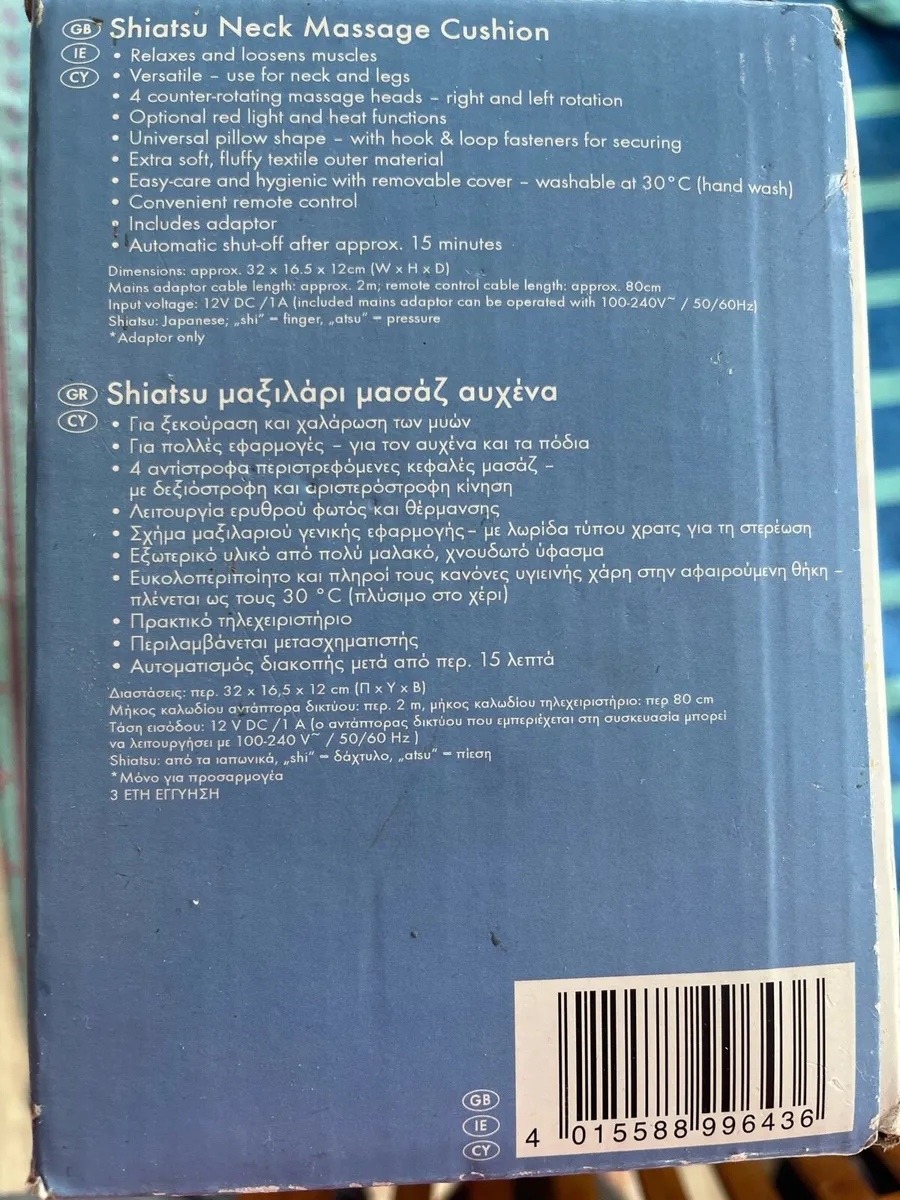 GB Shiatsu Neck Massage Cushion
IE • Relaxes and loosens muscles
CY • Versatile – use for neck and legs
• 4 counter-rotating massage heads – right and left rotation
• Optional red light and heat functions
• Universal pillow shape – with hook & loop fasteners for securing
• Extra soft, fluffy textile outer material
• Easy-care and hygienic with removable cover – washable at 30°C (hand wash)
• Convenient remote control
• Includes adaptor
• Automatic shut-off after approx. 15 minutes
Dimensions: approx. 32 x 16.5 x 12cm (W x H x D)
Mains adaptor cable length: approx. 2m; remote control cable length: approx. 80cm
Input voltage: 12V DC /1A (included mains adaptor can be operated with 100-240V~ / 50/60Hz)
Shiatsu: Japanese; „shi“ = finger, „atsu“ = pressure
*Adaptor only
GR Shiatsu μαξιλάρι μασάζ αυχένα
CY • Για ξεκούραση και χαλάρωση των μυών
• Για πολλές εφαρμογές – για τον αυχένα και τα πόδια
• 4 αντίστροφα περιστρεφόμενες κεφαλές μασάζ –
με δεξιόστροφη και αριστερόστροφη κίνηση
• Λειτουργία ερυθρού φωτός και θέρμανσης
• Σχήμα μαξιλαριού γενικής εφαρμογής – με λωρίδα τύπου χρατς για τη στερέωση
• Εξωτερικό υλικό από πολύ μαλακό, χνουδωτό ύφασμα
• Ευκολοπεριποίητο και πληροί τους κανόνες υγιεινής χάρη στην αφαιρούμενη θήκη –
πλένεται ως τους 30 °C (πλύσιμο στο χέρι)
• Πρακτικό τηλεχειριστήριο
• Περιλαμβάνεται μετασχηματιστής
• Αυτοματισμός διακοπής μετά από περ. 15 λεπτά
Διαστάσεις: περ. 32 x 16,5 x 12 cm (Π x Υ x Β)
Μήκος καλωδίου αντάπτορα δικτύου: περ. 2 m, μήκος καλωδίου τηλεχειριστήριο: περ 80 cm
Τάση εισόδου: 12 V DC /1 A (ο αντάπτορας δικτύου που εμπεριέχεται στη συσκευασία μπορεί
να λειτουργήσει με 100-240 V~ / 50/60 Hz )
Shiatsu: από τα ιαπωνικά, „shi“ = δάχτυλο, „atsu“ = πίεση
*Μόνο για προσαρμογέα
3 ΕΤΗ ΕΓΓΥΗΣΗ
GB
IE
CY
4 015588 996436